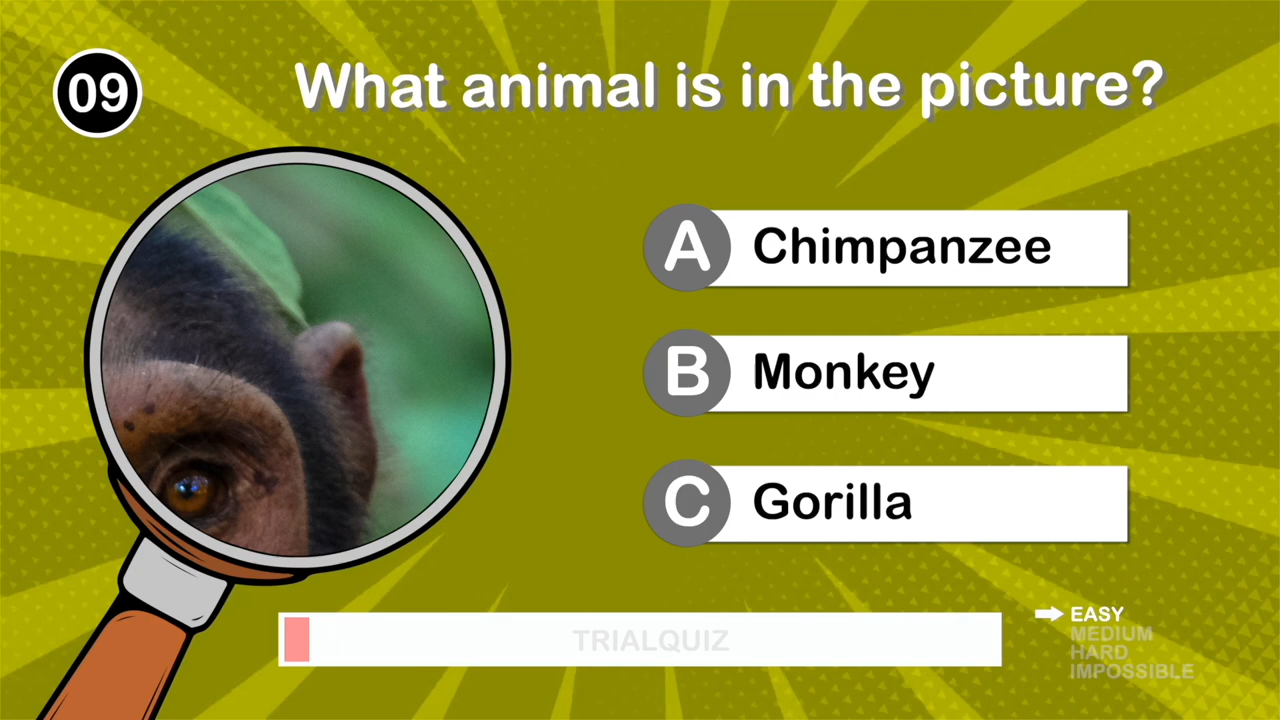 09
What animal is in the picture?
A Chimpanzee
B Monkey
C Gorilla
TRIALQUIZ
EASY
MEDIUM
HARD
IMPOSSIBLE